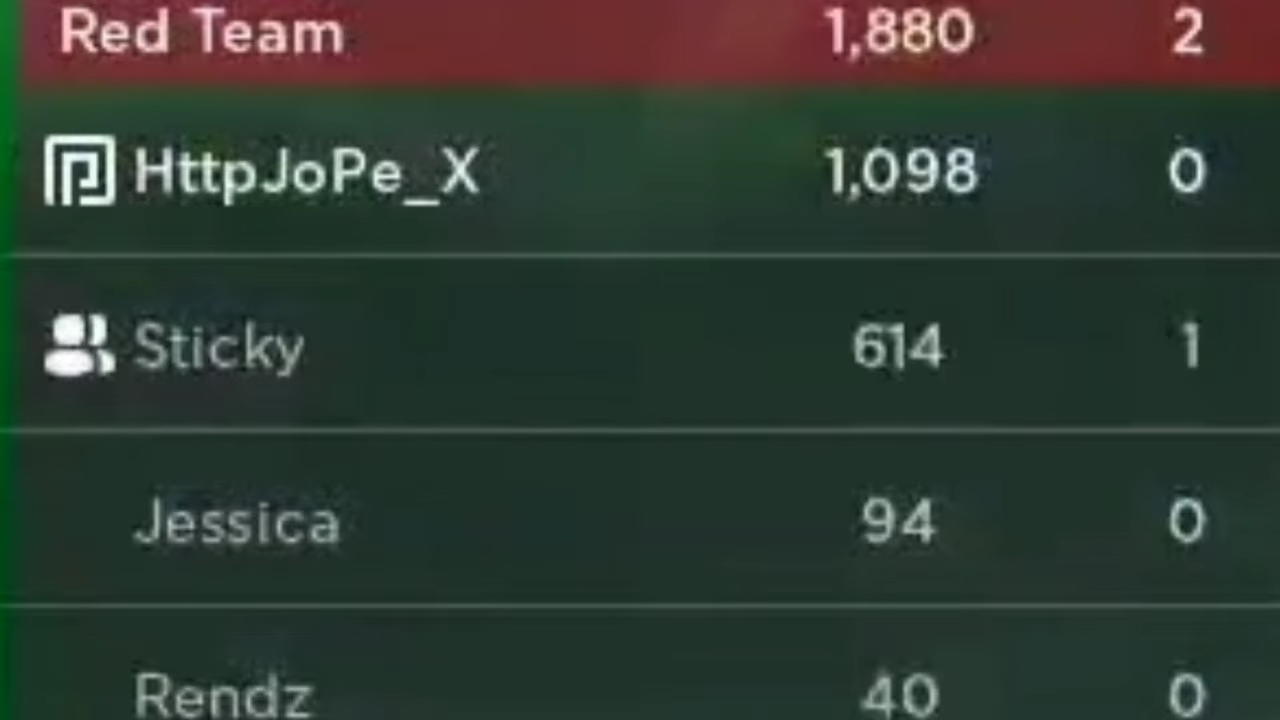 Red Team 1,880 2
HttpJoPe_X 1,098 0
Sticky 614 1
Jessica 94 0
Rendz 40 0